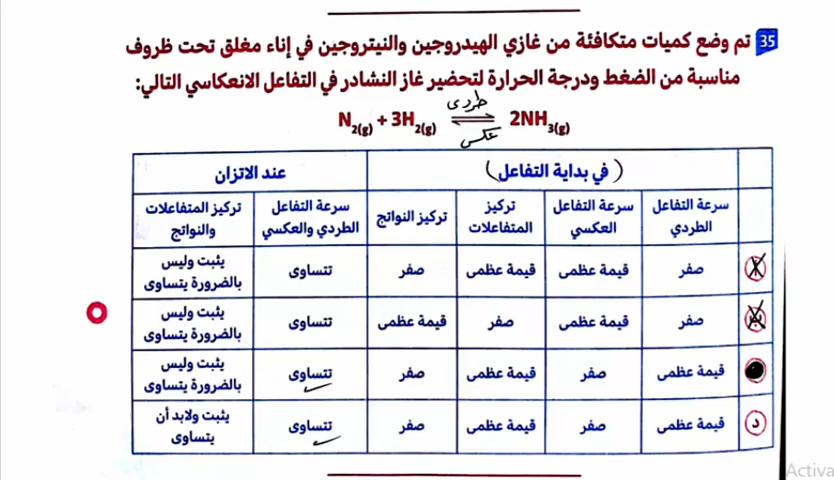 35 تم وضع كميات متكافئة من غازي الهيدروجين والنيتروجين في إناء مغلق تحت ظروف
مناسبة من الضغط ودرجة الحرارة لتحضير غاز النشادر في التفاعل الانعكاسي التالي:
طردى
N2(g) + 3H2(g) ⇌ 2NH3(g)
عكسى
(في بداية التفاعل) عند الاتزان
سرعة التفاعل الطردي سرعة التفاعل العكسي تركيز المتفاعلات تركيز النواتج سرعة التفاعل الطردي والعكسي تركيز المتفاعلات والنواتج
صفر قيمة عظمى قيمة عظمى صفر تتساوى يثبت وليس بالضرورة يتساوى
صفر قيمة عظمى صفر قيمة عظمى تتساوى يثبت وليس بالضرورة يتساوى
قيمة عظمى صفر قيمة عظمى صفر تتساوى يثبت وليس بالضرورة يتساوى
د قيمة عظمى صفر قيمة عظمى صفر تتساوى يثبت ولابد أن يتساوى
Activa